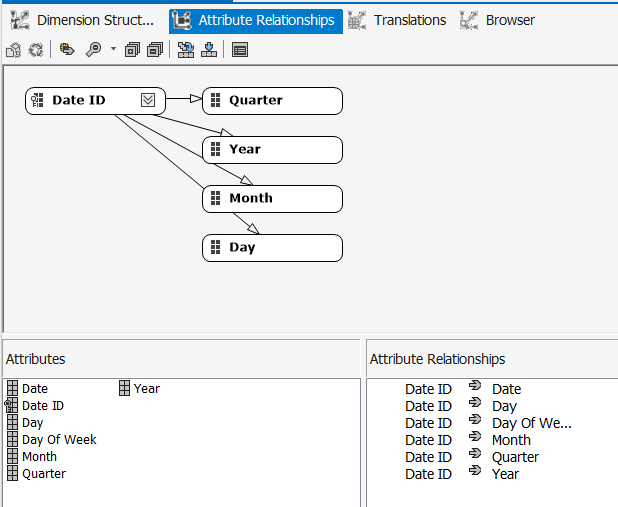 Dimension Struct... Attribute Relationships Translations Browser
Date ID Quarter
Year
Month
Day
Attributes
Date Year
Date ID
Day
Day Of Week
Month
Quarter
Attribute Relationships
Date ID Date
Date ID Day
Date ID Day Of We...
Date ID Month
Date ID Quarter
Date ID Year